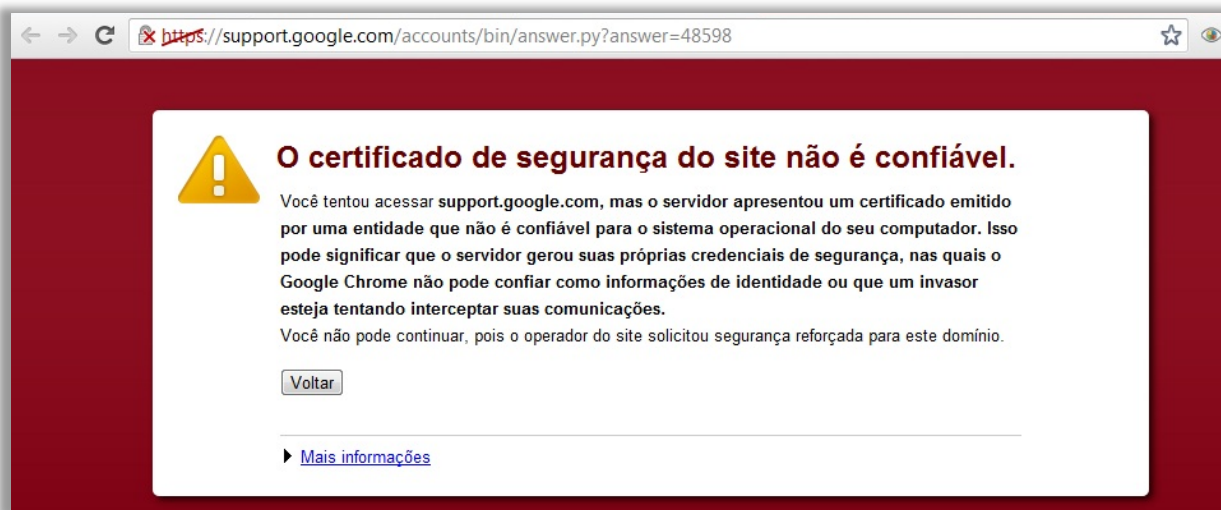 https://support.google.com/accounts/bin/answer.py?answer=48598
O certificado de segurança do site não é confiável.
Você tentou acessar support.google.com, mas o servidor apresentou um certificado emitido
por uma entidade que não é confiável para o sistema operacional do seu computador. Isso
pode significar que o servidor gerou suas próprias credenciais de segurança, nas quais o
Google Chrome não pode confiar como informações de identidade ou que um invasor
esteja tentando interceptar suas comunicações.
Você não pode continuar, pois o operador do site solicitou segurança reforçada para este domínio.
Voltar
Mais informações